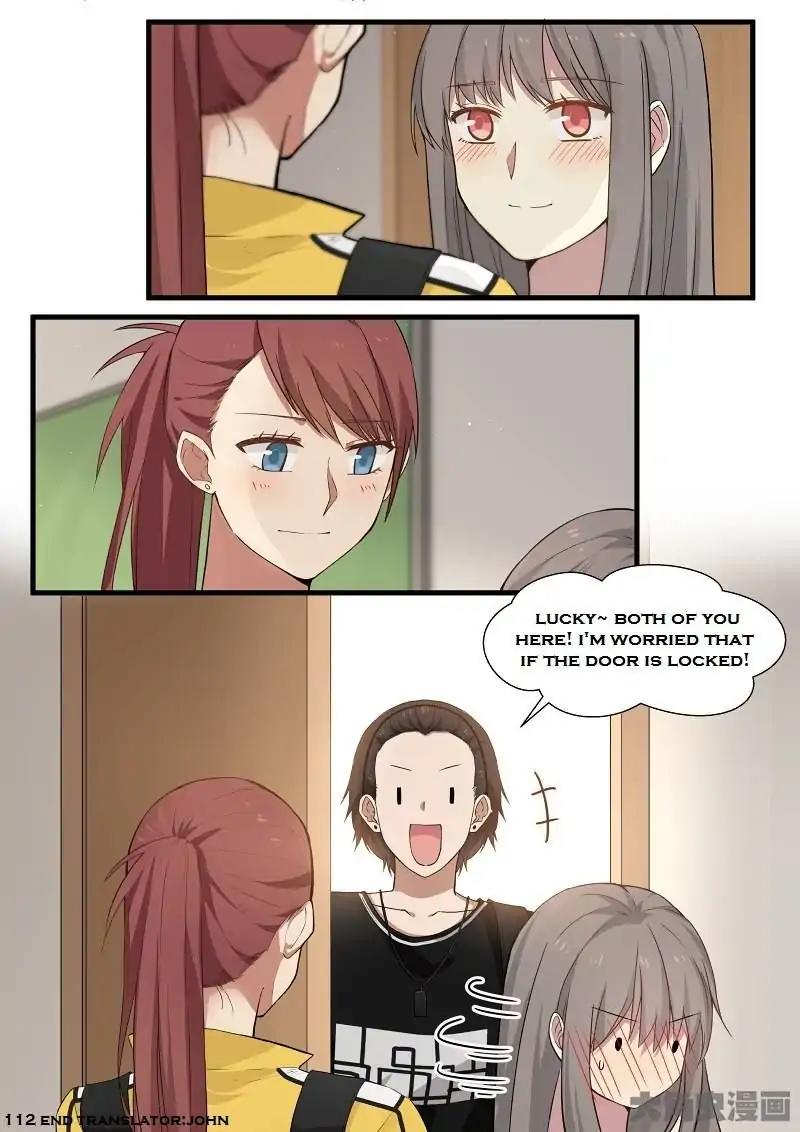 LUCKY~ BOTH OF YOU
HERE! I'M WORRIED THAT
IF THE DOOR IS LOCKED!
112 END TRANSLATOR:JOHN